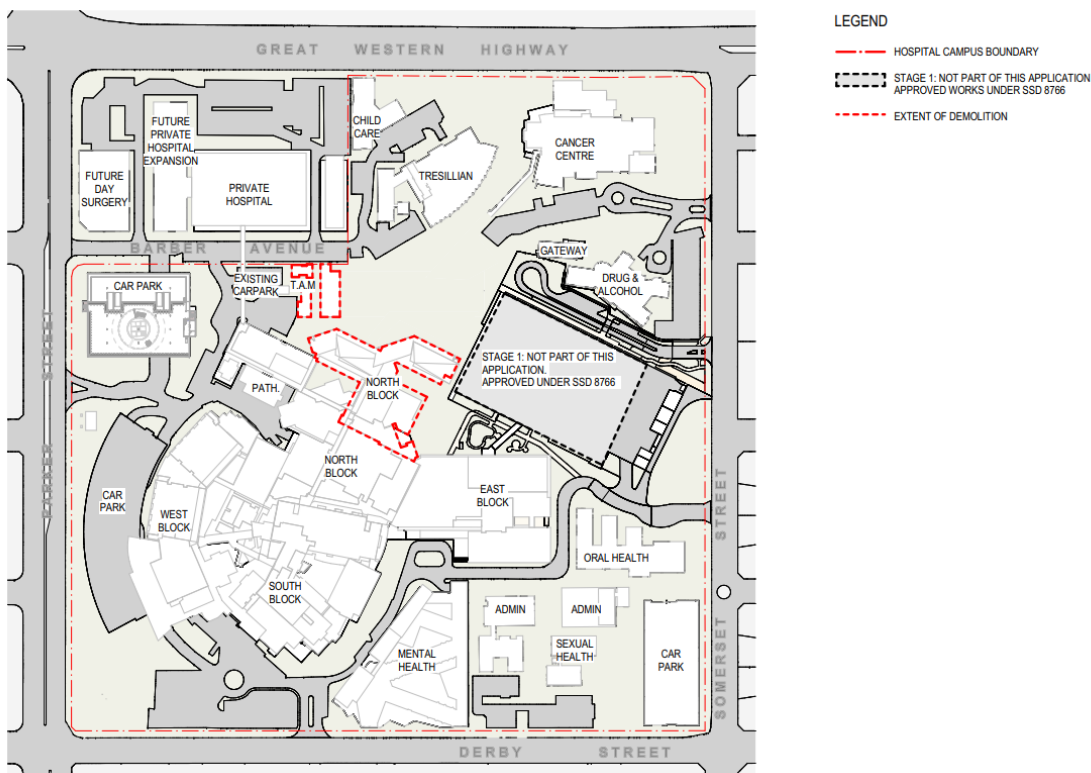 GREAT WESTERN HIGHWAY
LEGEND
HOSPITAL CAMPUS BOUNDARY
STAGE 1: NOT PART OF THIS APPLICATION
APPROVED WORKS UNDER SSD 8766
EXTENT OF DEMOLITION
FUTURE
PRIVATE
HOSPITAL
EXPANSION
CHILD
CARE
CANCER
CENTRE
FUTURE
DAY
SURGERY
PRIVATE
HOSPITAL
TRESILLIAN
BARBER AVENUE
GATEWAY
CAR PARK
EXISTING
CARPARK
T.A.M
DRUG &
ALCOHOL
PARKER STREET
STAGE 1: NOT PART OF THIS
APPLICATION.
APPROVED UNDER SSD 8766
PATH.
NORTH
BLOCK
NORTH
BLOCK
CAR
PARK
WEST
BLOCK
EAST
BLOCK
SOUTH
BLOCK
ORAL HEALTH
ADMIN
ADMIN
MENTAL
HEALTH
SEXUAL
HEALTH
CAR
PARK
SOMERSET STREET
DERBY STREET